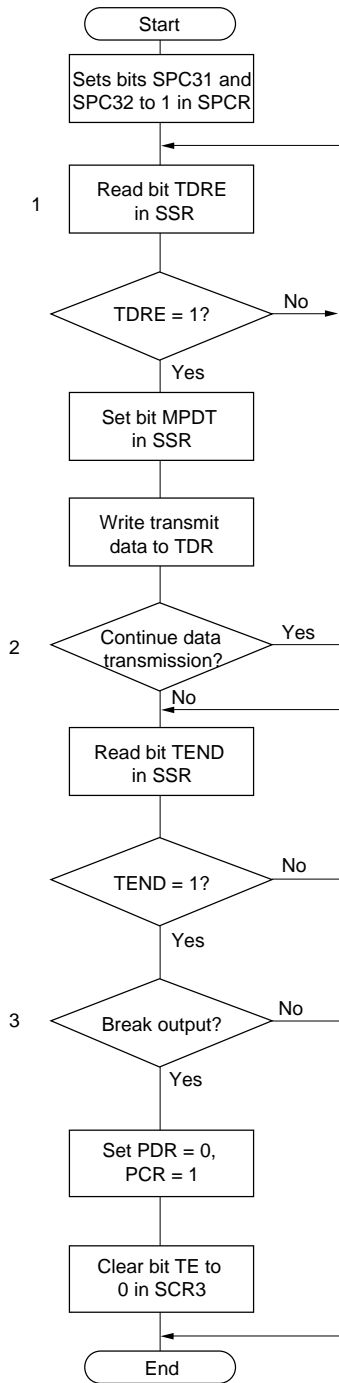 Start
Sets bits SPC31 and
SPC32 to 1 in SPCR
1
Read bit TDRE
in SSR
TDRE = 1?
No
Yes
Set bit MPDT
in SSR
Write transmit
data to TDR
2
Continue data
transmission?
Yes
No
Read bit TEND
in SSR
TEND = 1?
No
Yes
3
Break output?
No
Yes
Set PDR = 0,
PCR = 1
Clear bit TE to
0 in SCR3
End